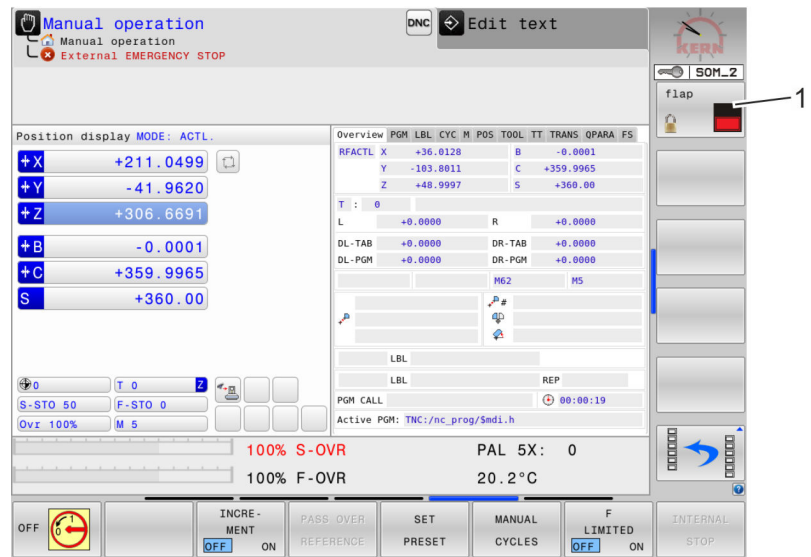 Manual operation
Manual operation
External EMERGENCY STOP
DNC
Edit text
KERN
SOM_2
flap
1
Position display MODE: ACTL.
X +211.0499
Y -41.9620
Z +306.6691
B -0.0001
C +359.9965
S +360.00
0 T 0 Z
S-STO 50 F-STO 0
Ovr 100% M 5
Overview PGM LBL CYC M POS TOOL TT TRANS QPARA FS
RFACTL X +36.0128 B -0.0001
Y -103.8011 C +359.9965
Z +48.9997 S +360.00
T : 0
L +0.0000 R +0.0000
DL-TAB +0.0000 DR-TAB +0.0000
DL-PGM +0.0000 DR-PGM +0.0000
M62 M5
#
LBL
LBL REP
PGM CALL 00:00:19
Active PGM: TNC:/nc_prog/$mdi.h
100% S-OVR PAL 5X: 0
100% F-OVR 20.2°C
OFF 0 1
INCRE-
MENT
OFF ON
PASS OVER
REFERENCE
SET
PRESET
MANUAL
CYCLES
F
LIMITED
OFF ON
INTERNAL
STOP